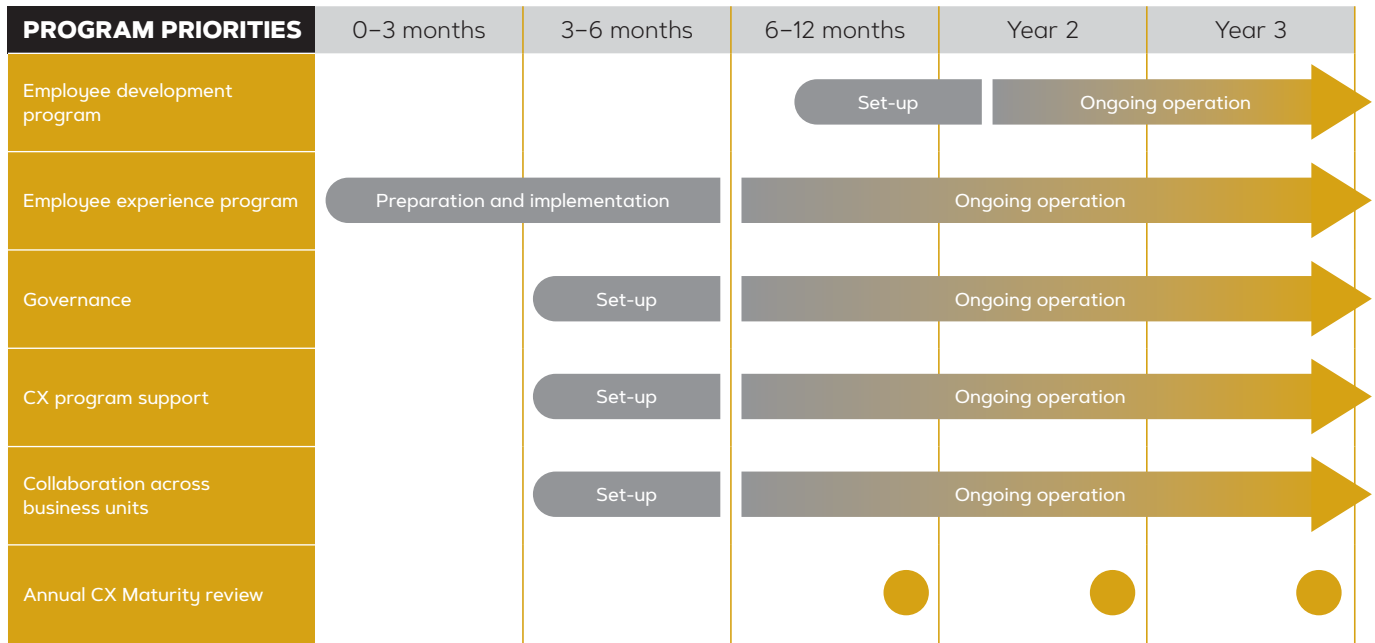 PROGRAM PRIORITIES
0–3 months
3–6 months
6–12 months
Year 2
Year 3
Employee development
program
Set-up
Ongoing operation
Employee experience program
Preparation and implementation
Ongoing operation
Governance
Set-up
Ongoing operation
CX program support
Set-up
Ongoing operation
Collaboration across
business units
Set-up
Ongoing operation
Annual CX Maturity review